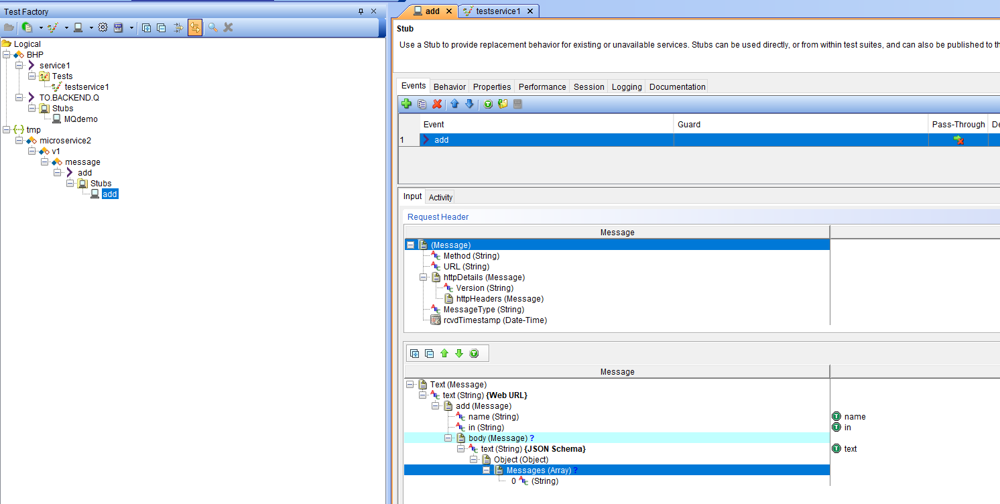 Test Factory
Logical
BHP
service1
Tests
testservice1
TO.BACKEND.Q
Stubs
MQdemo
tmp
microservice2
v1
message
add
Stubs
add
add
testservice1
Stub
Use a Stub to provide replacement behavior for existing or unavailable services. Stubs can be used directly, or from within test suites, and can also be published to th
Events Behavior Properties Performance Session Logging Documentation
Event Guard Pass-Through De
1 add
Input Activity
Request Header
Message
(Message)
Method (String)
URL (String)
httpDetails (Message)
Version (String)
httpHeaders (Message)
MessageType (String)
rcvdTimestamp (Date-Time)
Message
Text (Message)
text (String) {Web URL}
add (Message)
name (String) name
in (String) in
body (Message) ?
text (String) {JSON Schema} text
Object (Object)
Messages (Array) ?
0 (String)